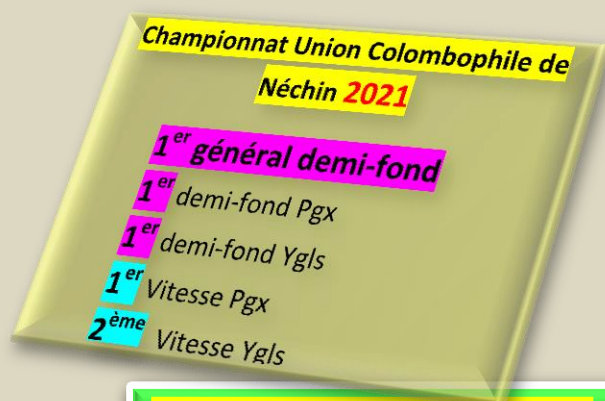 Championnat Union Colombophile de
Néchin 2021
1er général demi-fond
1er demi-fond Pgx
1er demi-fond Ygls
1er Vitesse Pgx
2ème Vitesse Ygls